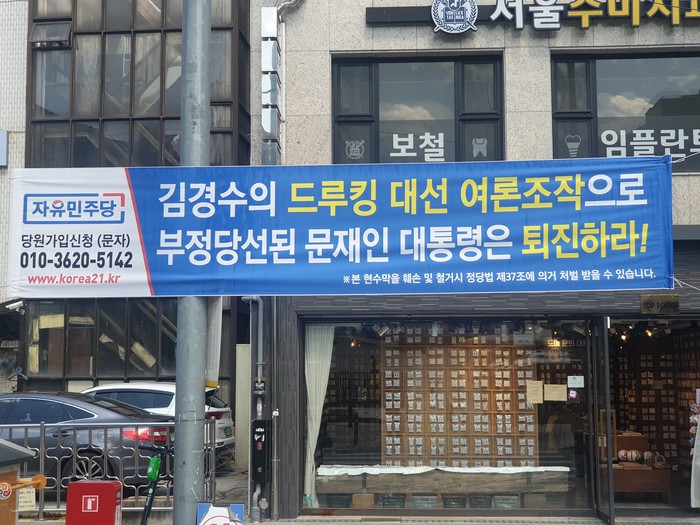 서울
보철
임플란트
자유민주당
당원가입신청 (문자)
010-3620-5142
www.korea21.kr
김경수의 드루킹 대선 여론조작으로
부정당선된 문재인 대통령은 퇴진하라!
※본 현수막을 훼손 및 철거시 정당법 제37조에 의거 처벌 받을 수 있습니다.